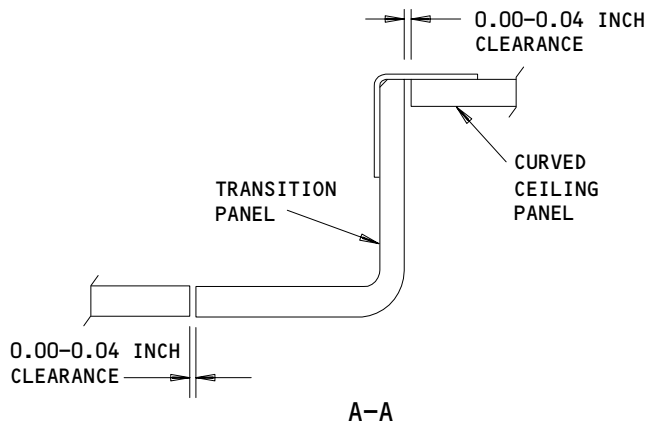 0.00-0.04 INCH
CLEARANCE
CURVED
CEILING
PANEL
TRANSITION
PANEL
0.00-0.04 INCH
CLEARANCE
A-A